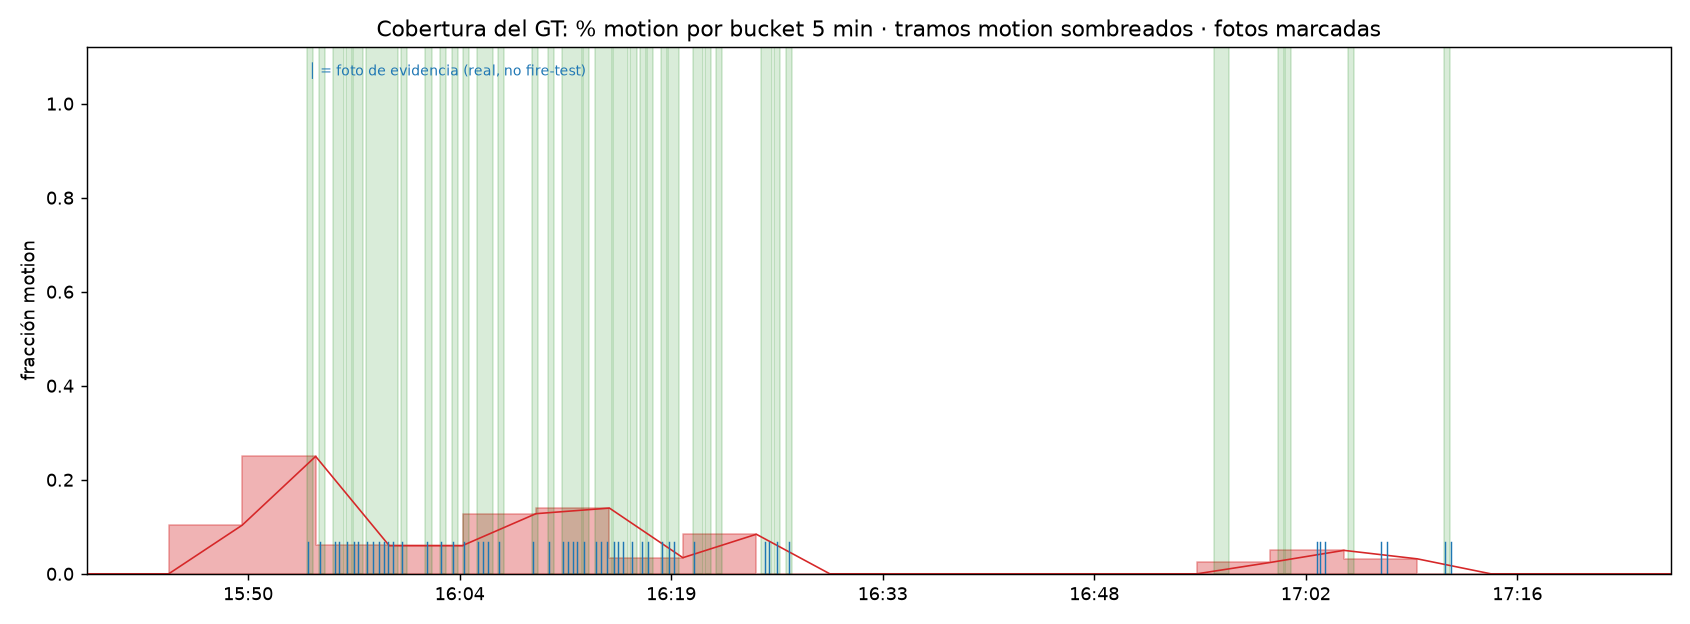 Cobertura del GT: % motion por bucket 5 min · tramos motion sombreados · fotos marcadas
| = foto de evidencia (real, no fire-test)
fracción motion
1.0
0.8
0.6
0.4
0.2
0.0
15:50 16:04 16:19 16:33 16:48 17:02 17:16